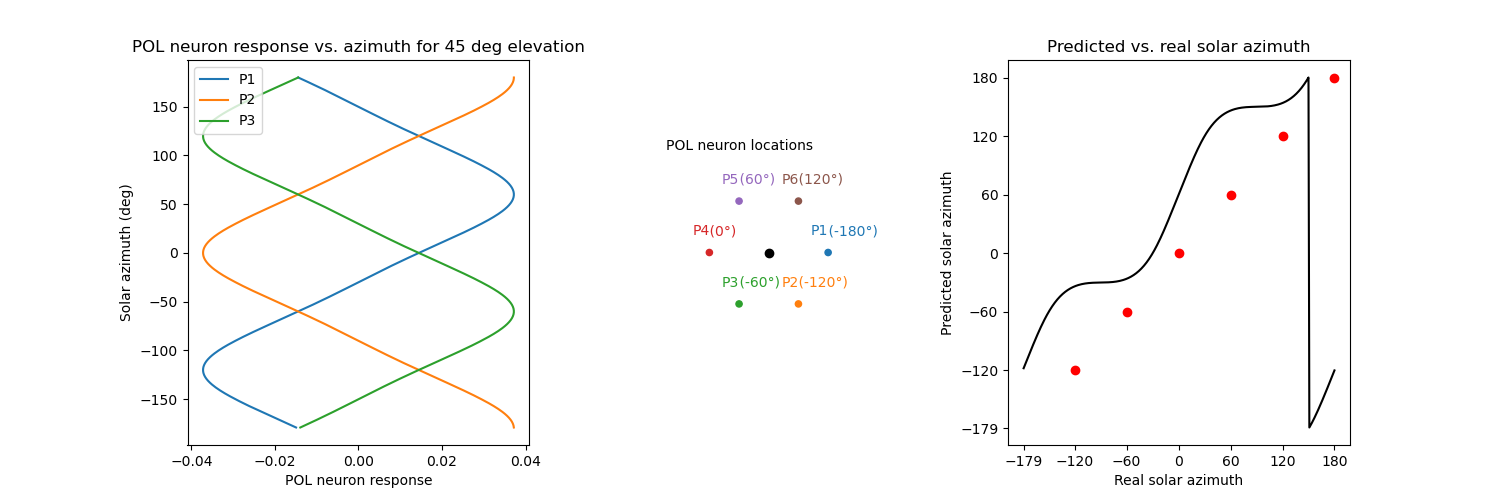 POL neuron response vs. azimuth for 45 deg elevation
P1
P2
P3
150
100
50
0
−50
−100
−150
Solar azimuth (deg)
−0.04 −0.02 0.00 0.02 0.04
POL neuron response
POL neuron locations
P5(60°) P6(120°)
P4(0°) P1(-180°)
P3(-60°) P2(-120°)
Predicted vs. real solar azimuth
180
120
60
0
−60
−120
−179
Predicted solar azimuth
−179 −120 −60 0 60 120 180
Real solar azimuth